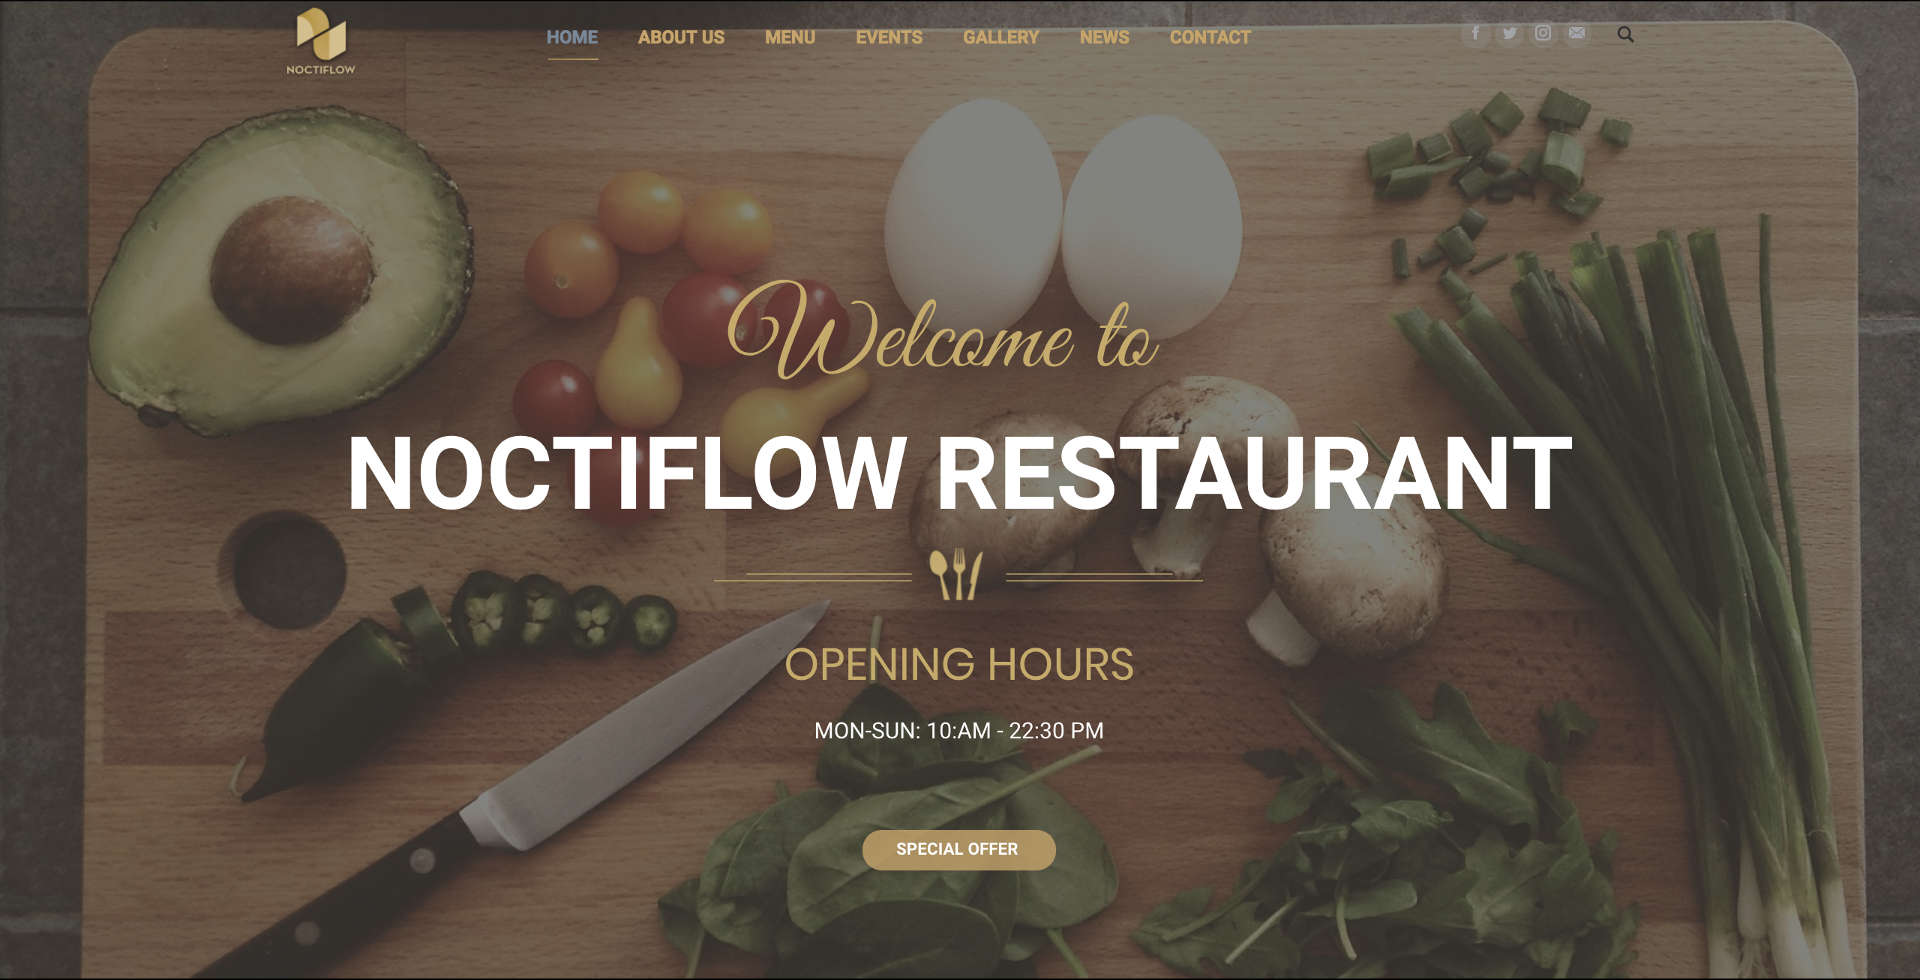 NOCTIFLOW
HOME ABOUT US MENU EVENTS GALLERY NEWS CONTACT
Welcome to
NOCTIFLOW RESTAURANT
OPENING HOURS
MON-SUN: 10:AM - 22:30 PM
SPECIAL OFFER